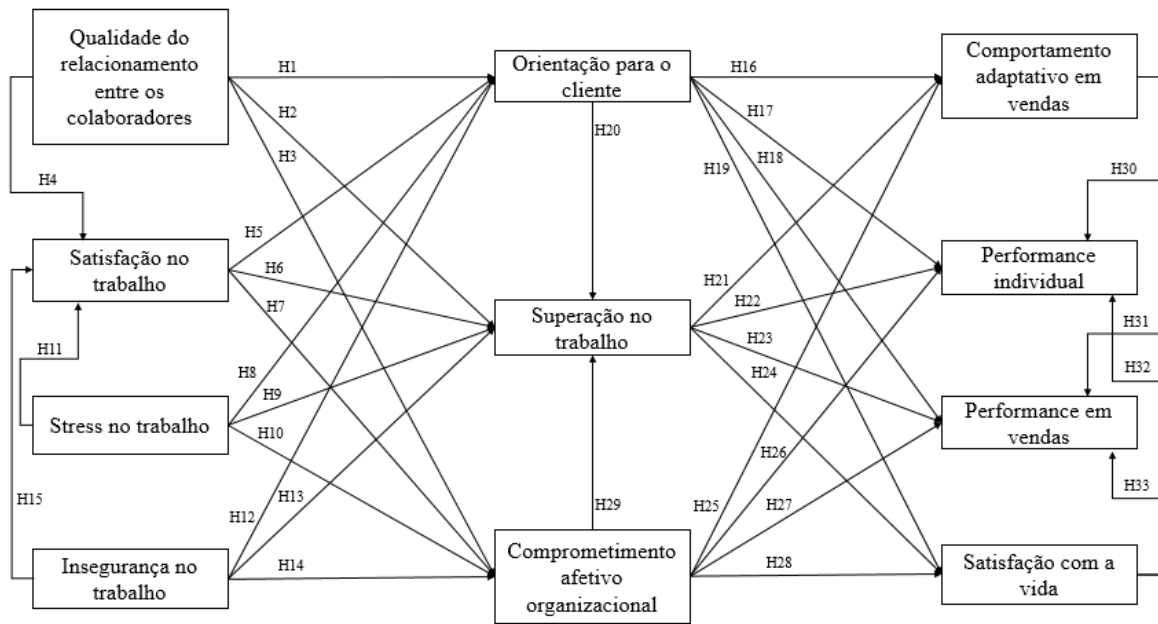 Qualidade do
relacionamento
entre os
colaboradores
H1
H2
H3
H4
Satisfação no
trabalho
H5
H6
H7
H11
Stress no trabalho
H8
H9
H10
H15
Insegurança no
trabalho
H12
H13
H14
Orientação para o
cliente
H20
Superação no
trabalho
H29
Comprometimento
afetivo
organizacional
H16
H17
H18
H19
H21
H22
H23
H24
H25
H26
H27
H28
Comportamento
adaptativo em
vendas
H30
Performance
individual
H31
H32
Performance em
vendas
H33
Satisfação com a
vida